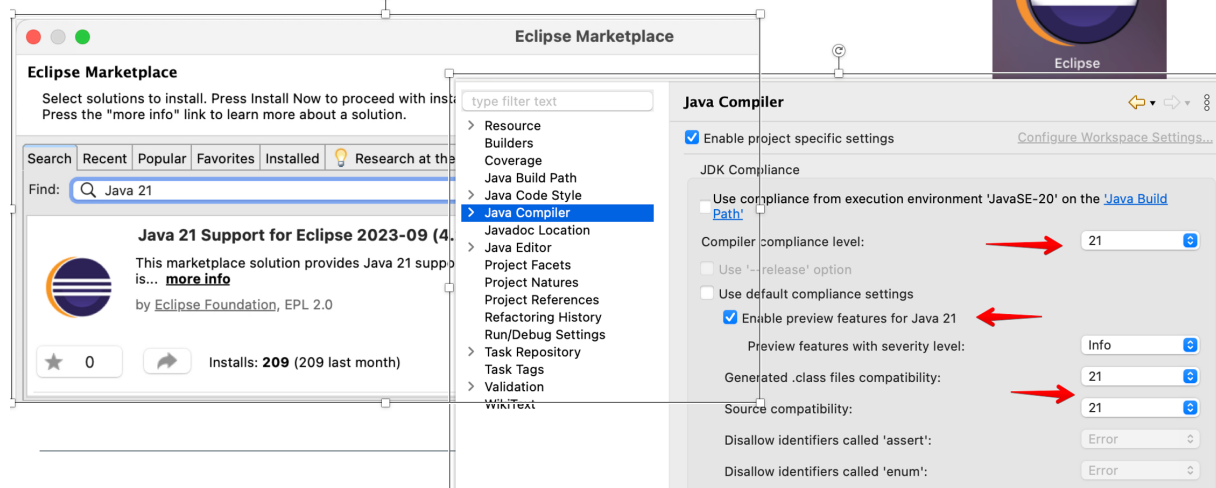 Eclipse Marketplace
Eclipse
Eclipse Marketplace
Select solutions to install. Press Install Now to proceed with
Press the "more info" link to learn more about a solution.
Search
Recent
Popular
Favorites
Installed
Research at the
Find:
Java 21
Java 21 Support for Eclipse 2023-09 (4.
This marketplace solution provides Java 21
is... more info
by Eclipse Foundation, EPL 2.0
0
Installs: 209 (209 last month)
type filter text
Resource
Builders
Coverage
Java Build Path
Java Code Style
Java Compiler
Javadoc Location
Java Editor
Project Facets
Project Natures
Project References
Refactoring History
Run/Debug Settings
Task Repository
Task Tags
Validation
WikiText
Java Compiler
Enable project specific settings
Configure Workspace Settings...
JDK Compliance
Use compliance from execution environment 'JavaSE-20' on the 'Java Build
Path'
Compiler compliance level:
21
Use '--release' option
Use default compliance settings
Enable preview features for Java 21
Preview features with severity level:
Info
Generated .class files compatibility:
21
Source compatibility:
21
Disallow identifiers called 'assert':
Error
Disallow identifiers called 'enum':
Error